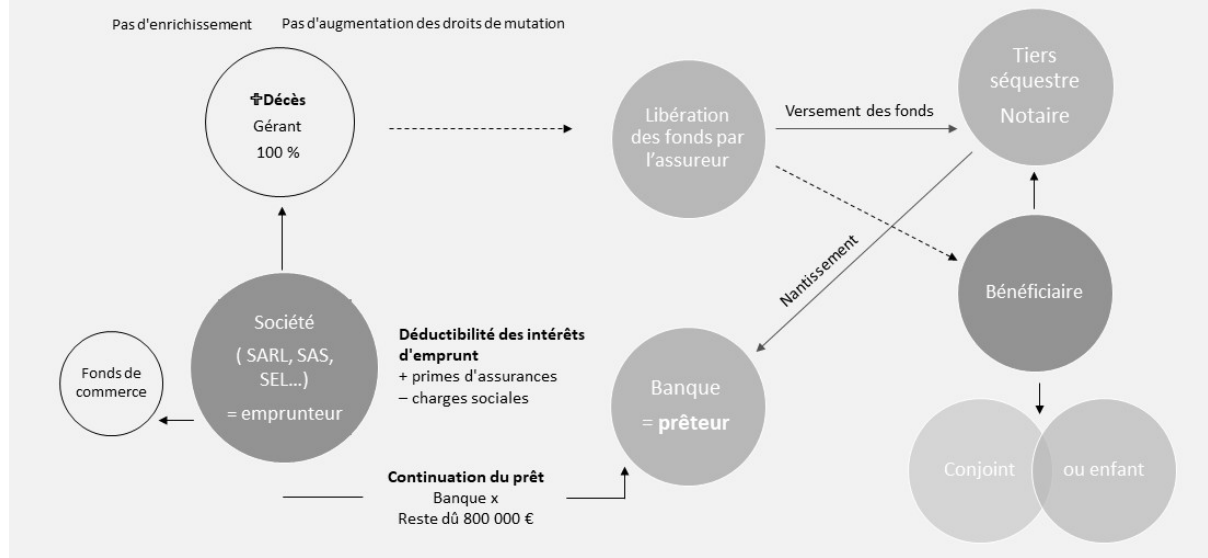 Pas d'enrichissement
Pas d'augmentation des droits de mutation
✞Décès
Gérant
100 %
Libération
des fonds par
l'assureur
Versement des fonds
Tiers
séquestre
Notaire
Nantissement
Bénéficiaire
Société
( SARL, SAS,
SEL...)
= emprunteur
Fonds de
commerce
Déductibilité des intérêts
d'emprunt
+ primes d'assurances
– charges sociales
Banque
= prêteur
Conjoint
ou enfant
Continuation du prêt
Banque x
Reste dû 800 000 €